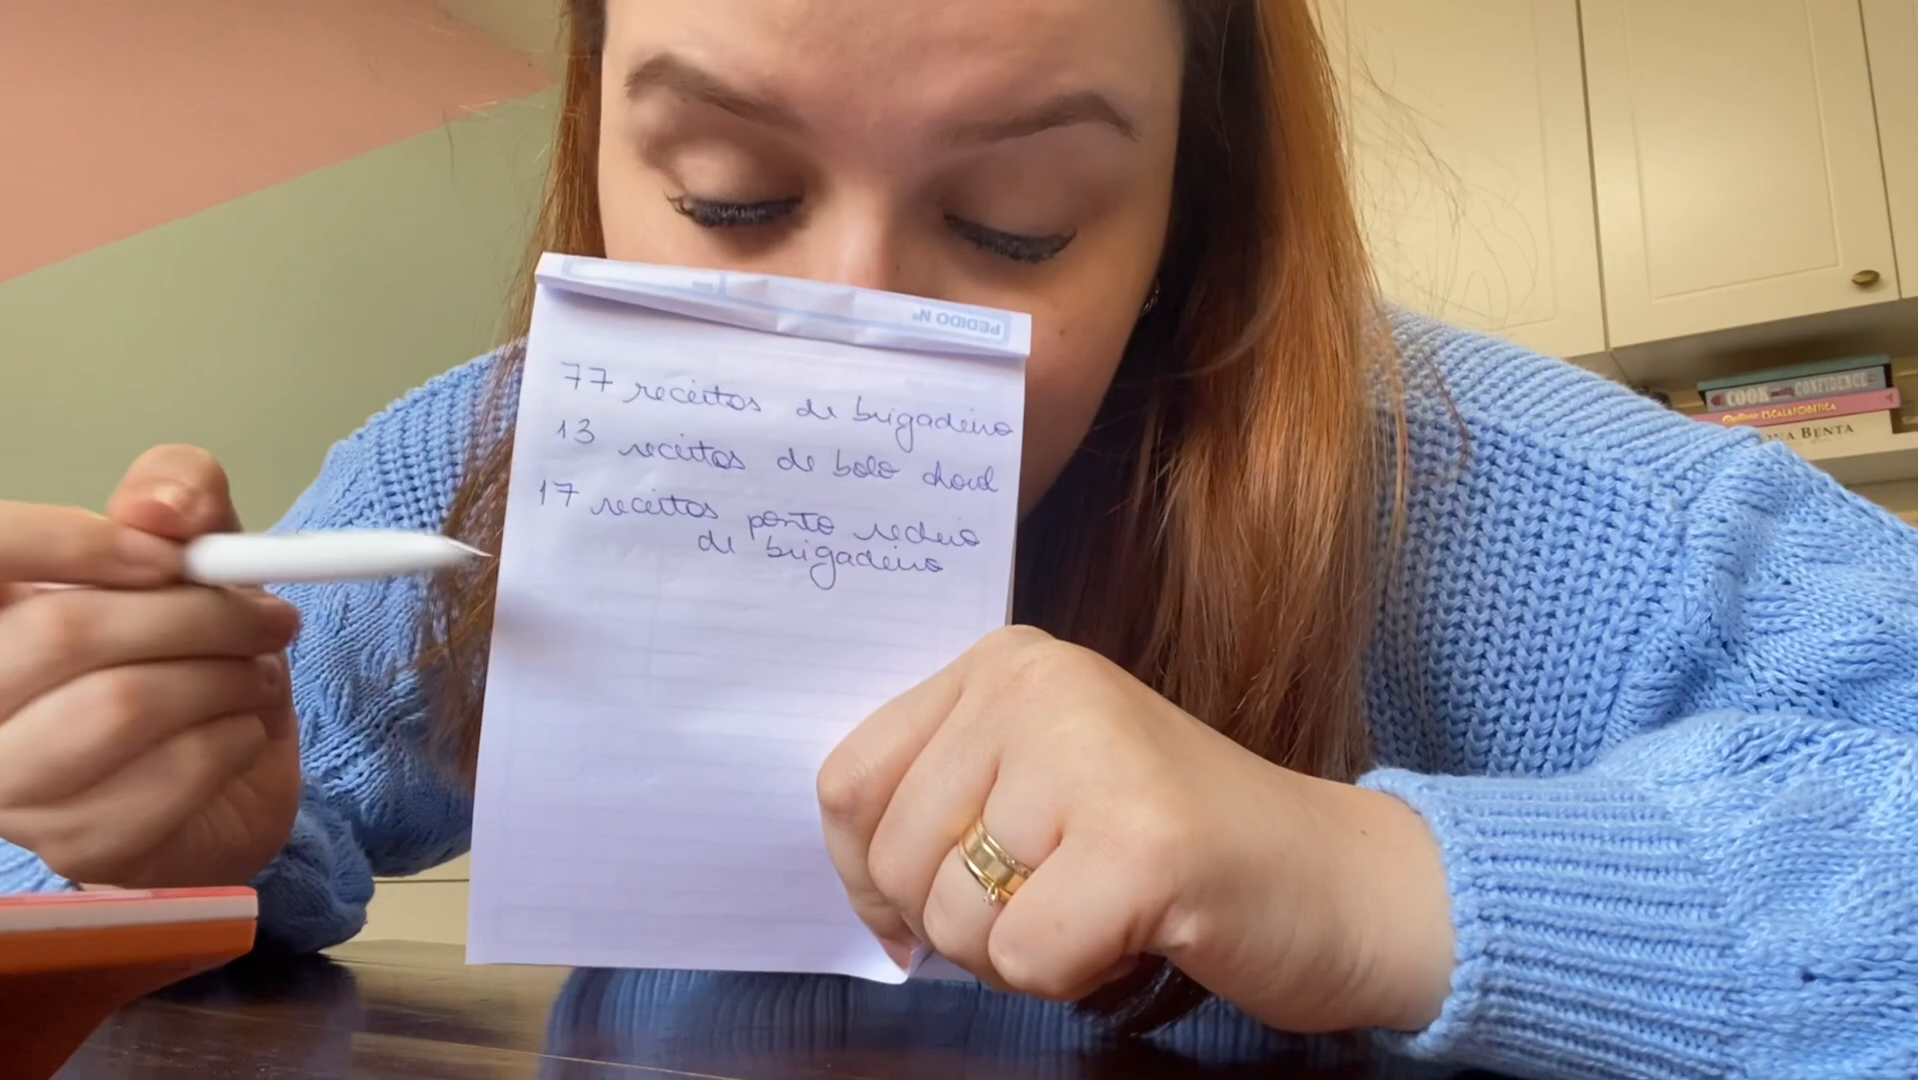 PEDIDO Nº
77 receitas de brigadeiro
13 receitas de bolo choc
17 receitas ponto recheio
de brigadeiro
COOK CONFIDENCE
ESCALAFOBÉTICA
NA BENTA